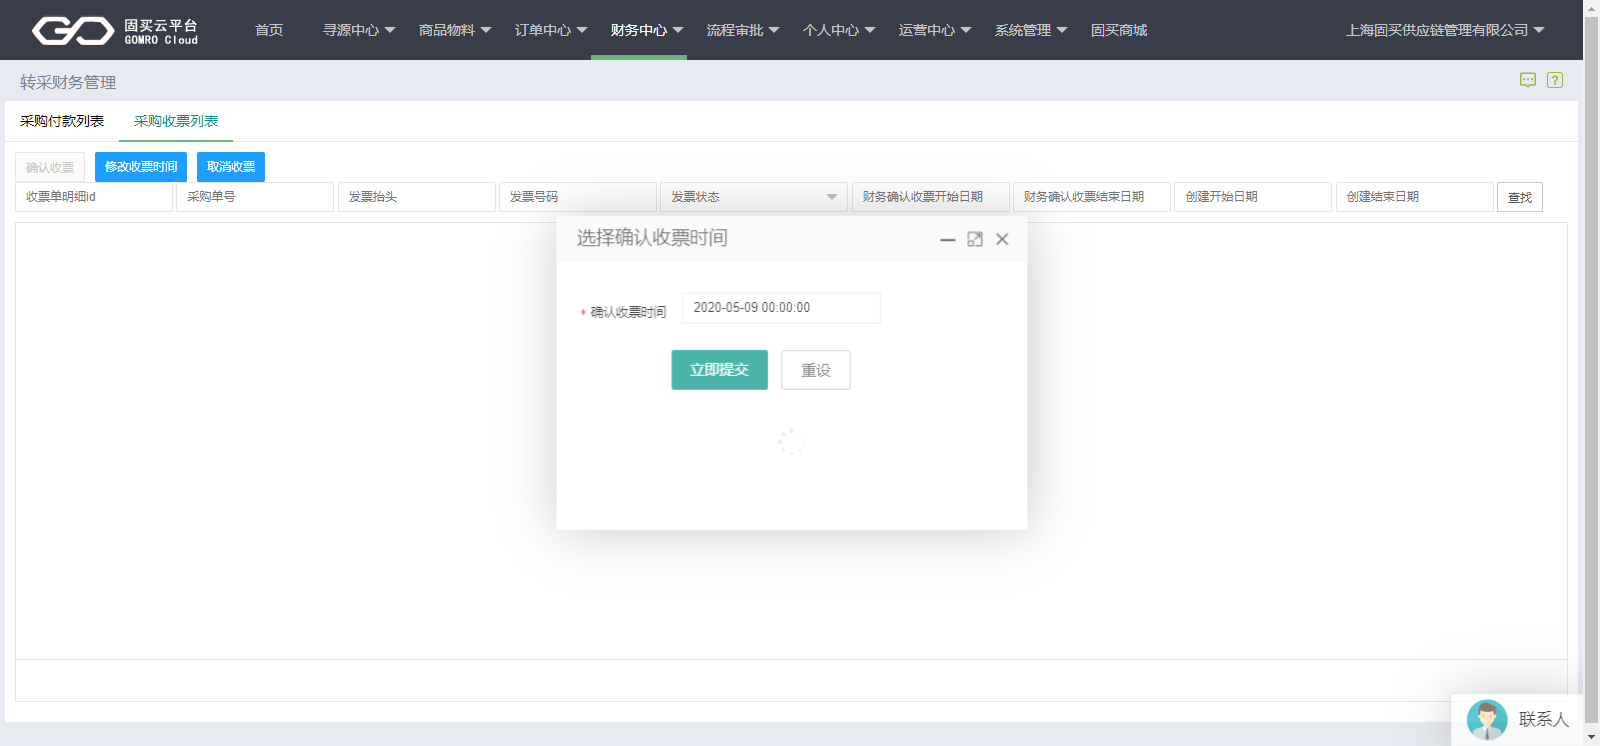 固买云平台
GOMRO Cloud
首页 寻源中心 商品物料 订单中心 财务中心 流程审批 个人中心 运营中心 系统管理 固买商城 上海固买供应链管理有限公司
转采财务管理
采购付款列表 采购收票列表
确认收票 修改收票时间 取消收票
收票单明细id 采购单号 发票抬头 发票号码 发票状态 财务确认收票开始日期 财务确认收票结束日期 创建开始日期 创建结束日期 查找
选择确认收票时间
* 确认收票时间 2020-05-09 00:00:00
立即提交 重设
联系人